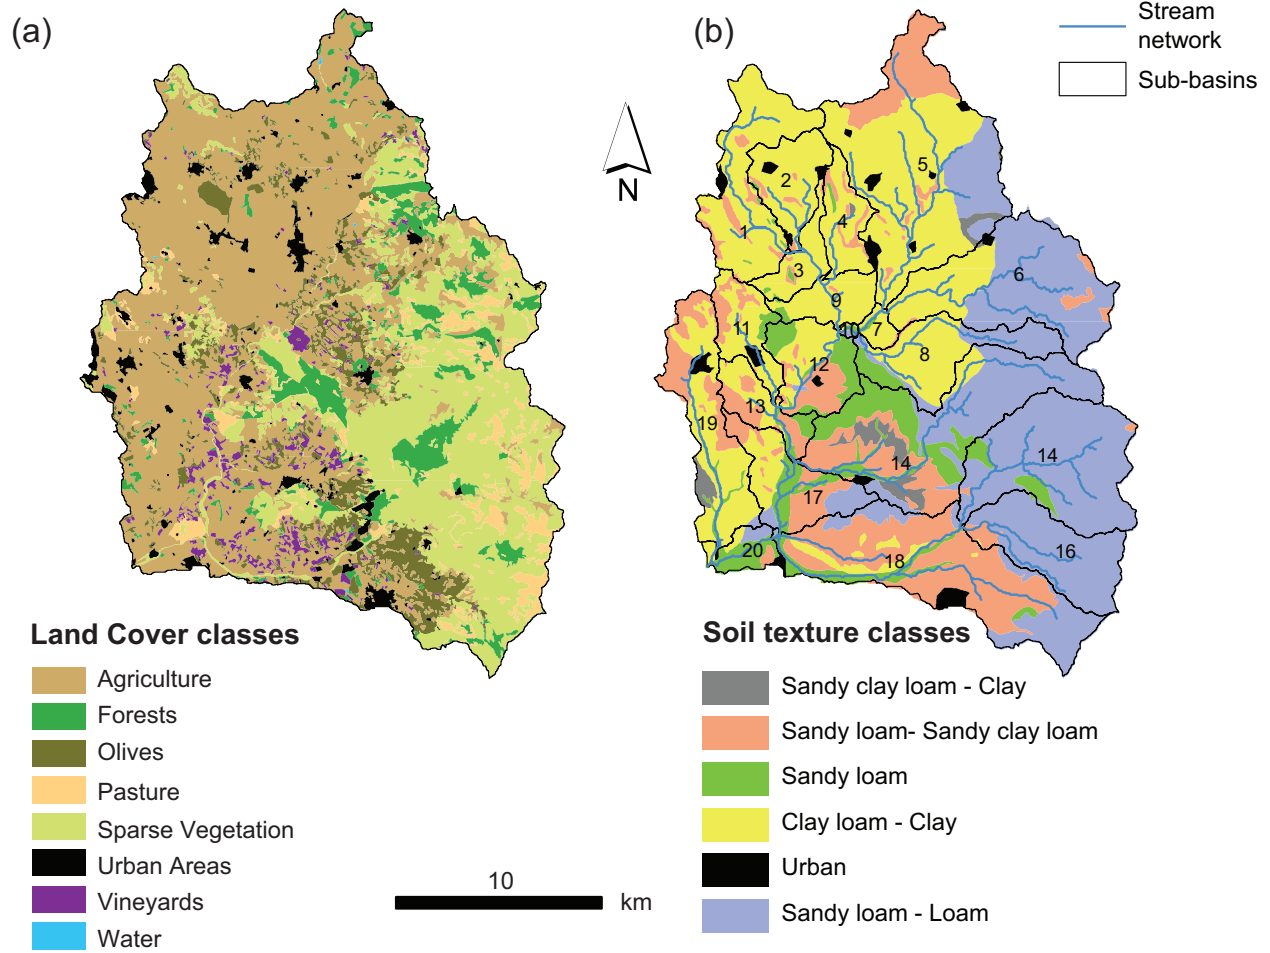 (a)
(b)
Stream
network
Sub-basins
N
1
2
3
4
5
6
7
8
9
10
11
12
13
14
14
16
17
18
19
20
Land Cover classes
Agriculture
Forests
Olives
Pasture
Sparse Vegetation
Urban Areas
Vineyards
Water
10
km
Soil texture classes
Sandy clay loam - Clay
Sandy loam- Sandy clay loam
Sandy loam
Clay loam - Clay
Urban
Sandy loam - Loam